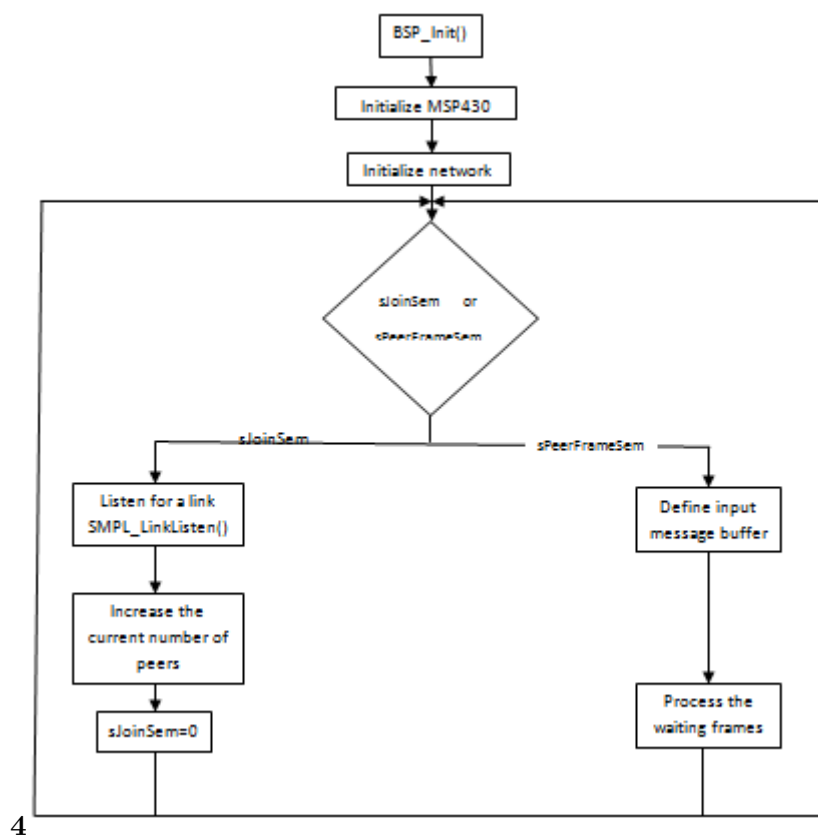 BSP_Init()
Initialize MSP430
Initialize network
sJoinSem or
sPeerFrameSem
sJoinSem
sPeerFrameSem
Listen for a link
SMPL_LinkListen()
Define input
message buffer
Increase the
current number of
peers
sJoinSem=0
Process the
waiting frames
4